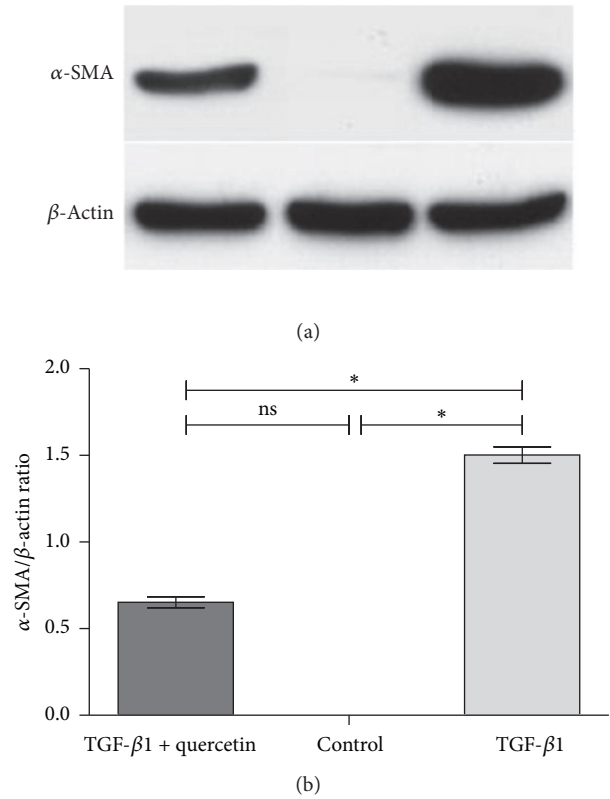 α-SMA
β-Actin
(a)
2.0
*
ns
*
1.5
1.0
0.5
0.0
α-SMA/β-actin ratio
TGF-β1 + quercetin
Control
TGF-β1
(b)